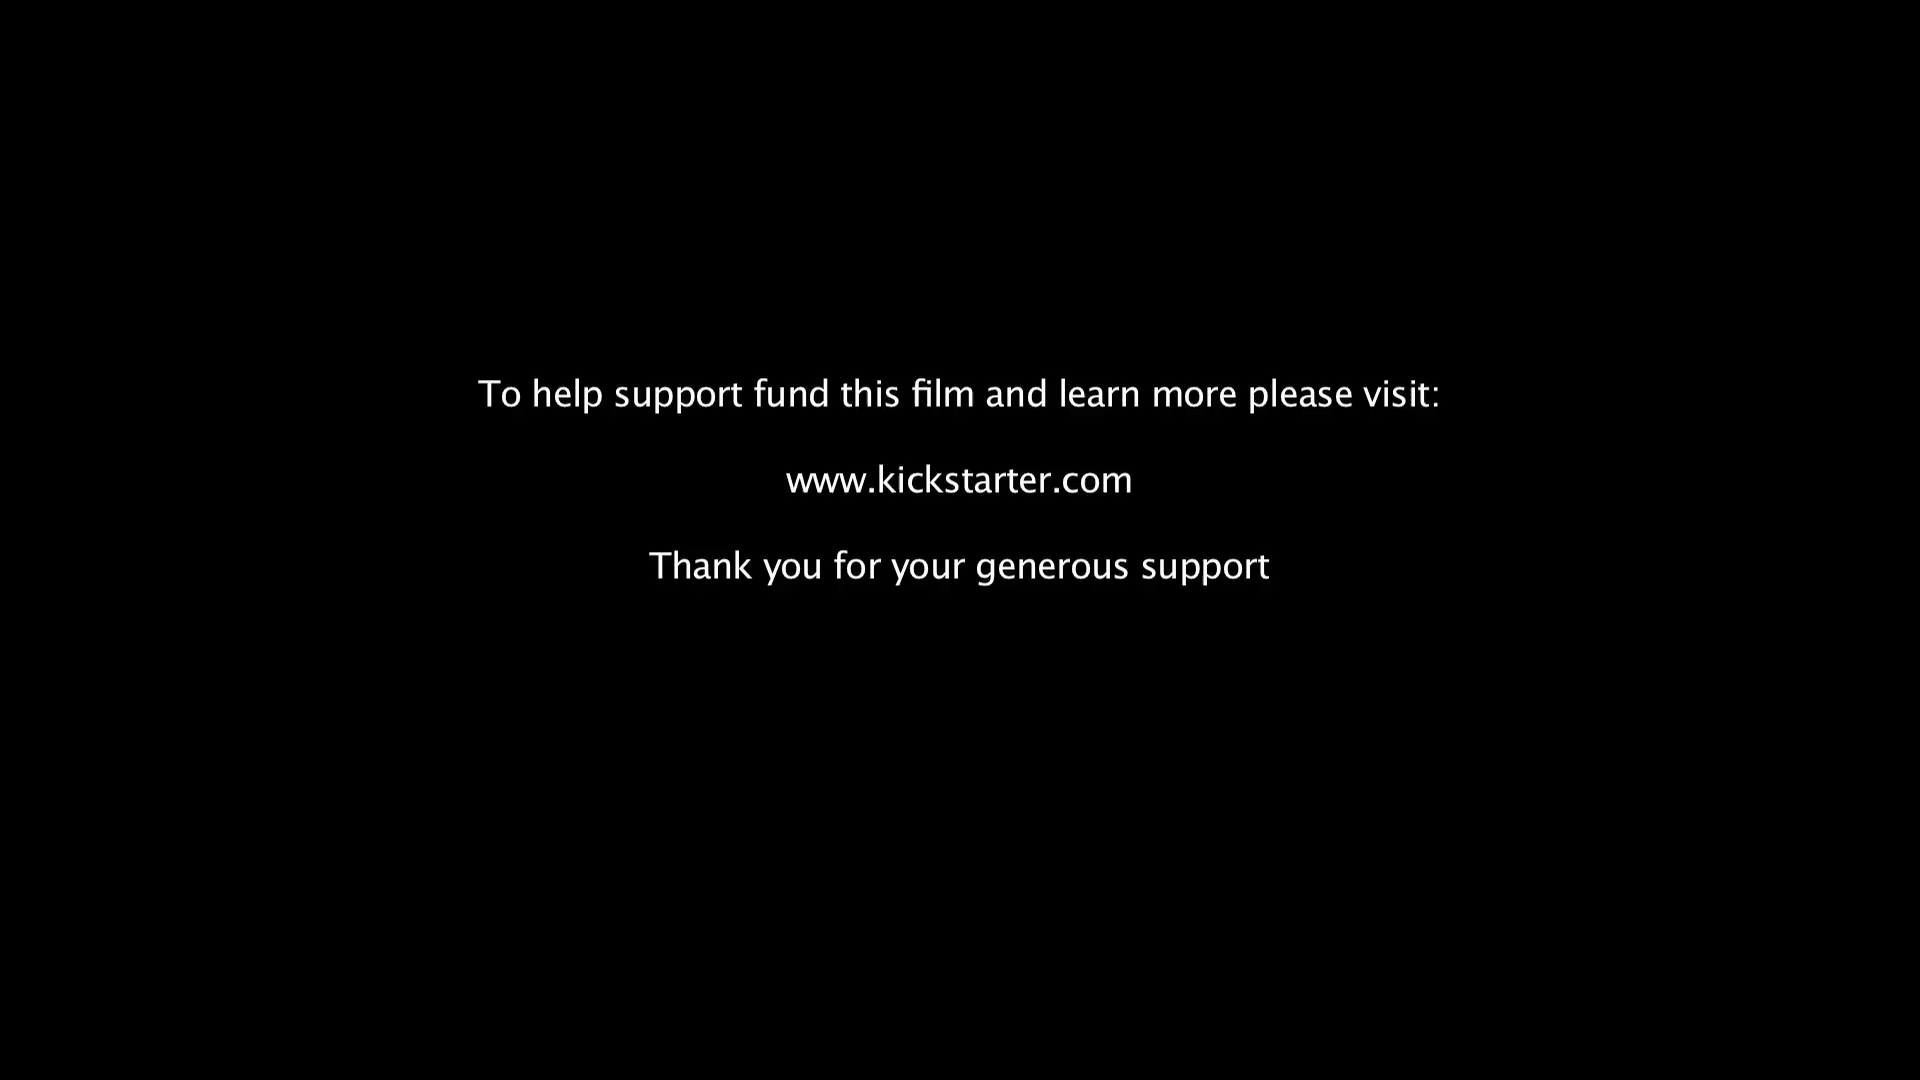 To help support fund this film and learn more please visit:
www.kickstarter.com
Thank you for your generous support